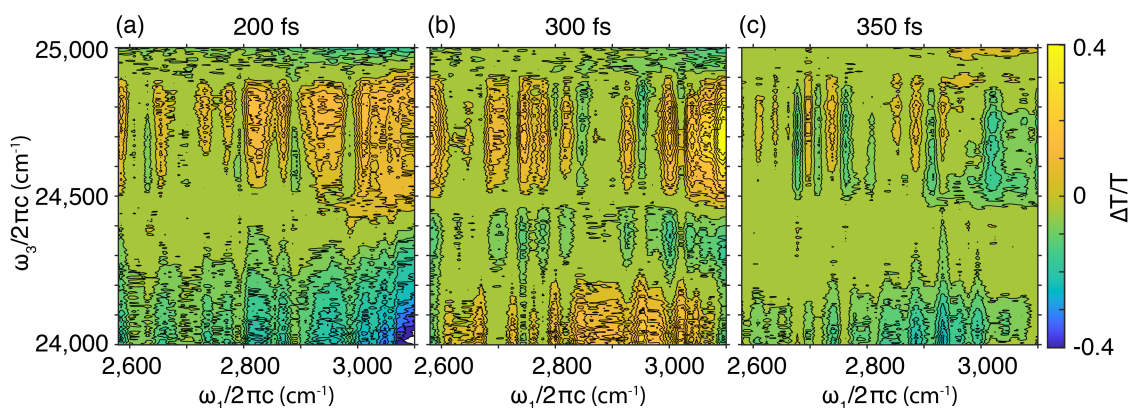 (a) 200 fs
(b) 300 fs
(c) 350 fs
25,000
24,500
24,000
ω₃/2πc (cm⁻¹)
2,600 2,800 3,000
2,600 2,800 3,000
2,600 2,800 3,000
ω₁/2πc (cm⁻¹)
ω₁/2πc (cm⁻¹)
ω₁/2πc (cm⁻¹)
0.4
0
-0.4
ΔT/T